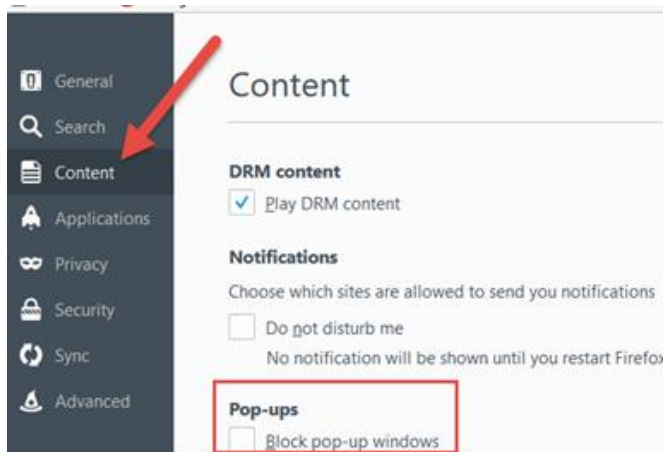 General
Search
Content
Applications
Privacy
Security
Sync
Advanced
Content
DRM content
Play DRM content
Notifications
Choose which sites are allowed to send you notifications
Do not disturb me
No notification will be shown until you restart Firefox
Pop-ups
Block pop-up windows